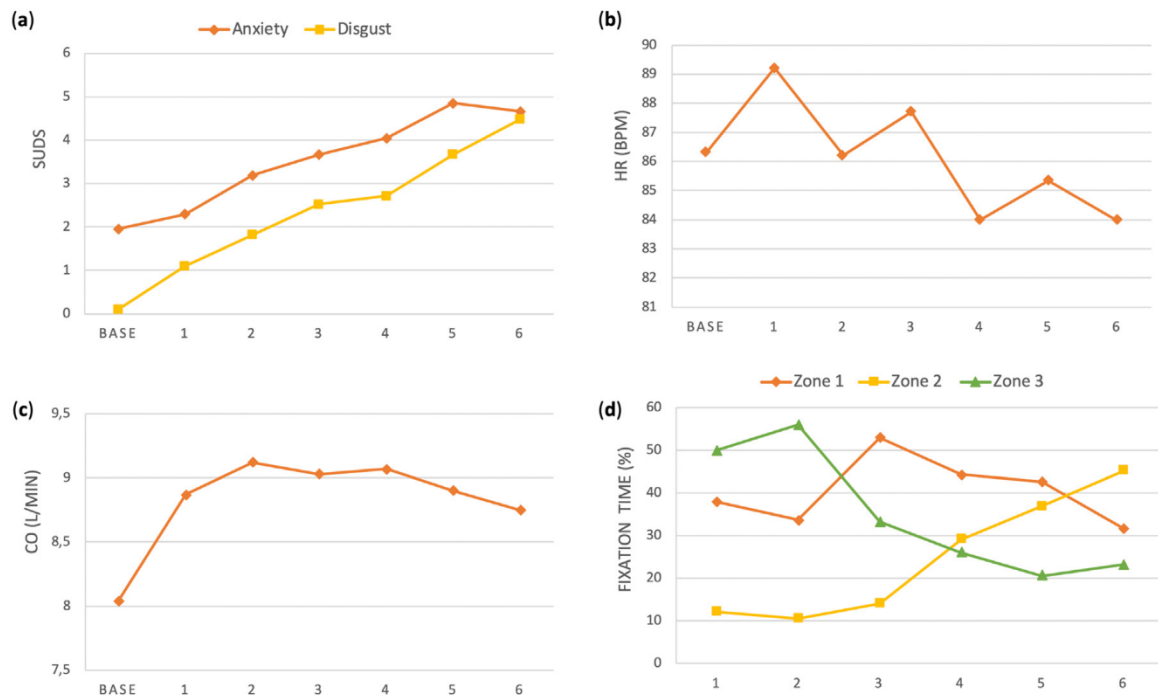 (a)
Anxiety Disgust
6
5
4
3
2
1
0
SUDS
BASE 1 2 3 4 5 6
(b)
90
89
88
87
86
85
84
83
82
81
HR (BPM)
BASE 1 2 3 4 5 6
(c)
9,5
9
8,5
8
7,5
CO (L/MIN)
BASE 1 2 3 4 5 6
Zone 1 Zone 2 Zone 3
(d)
60
50
40
30
20
10
0
FIXATION TIME (%)
1 2 3 4 5 6